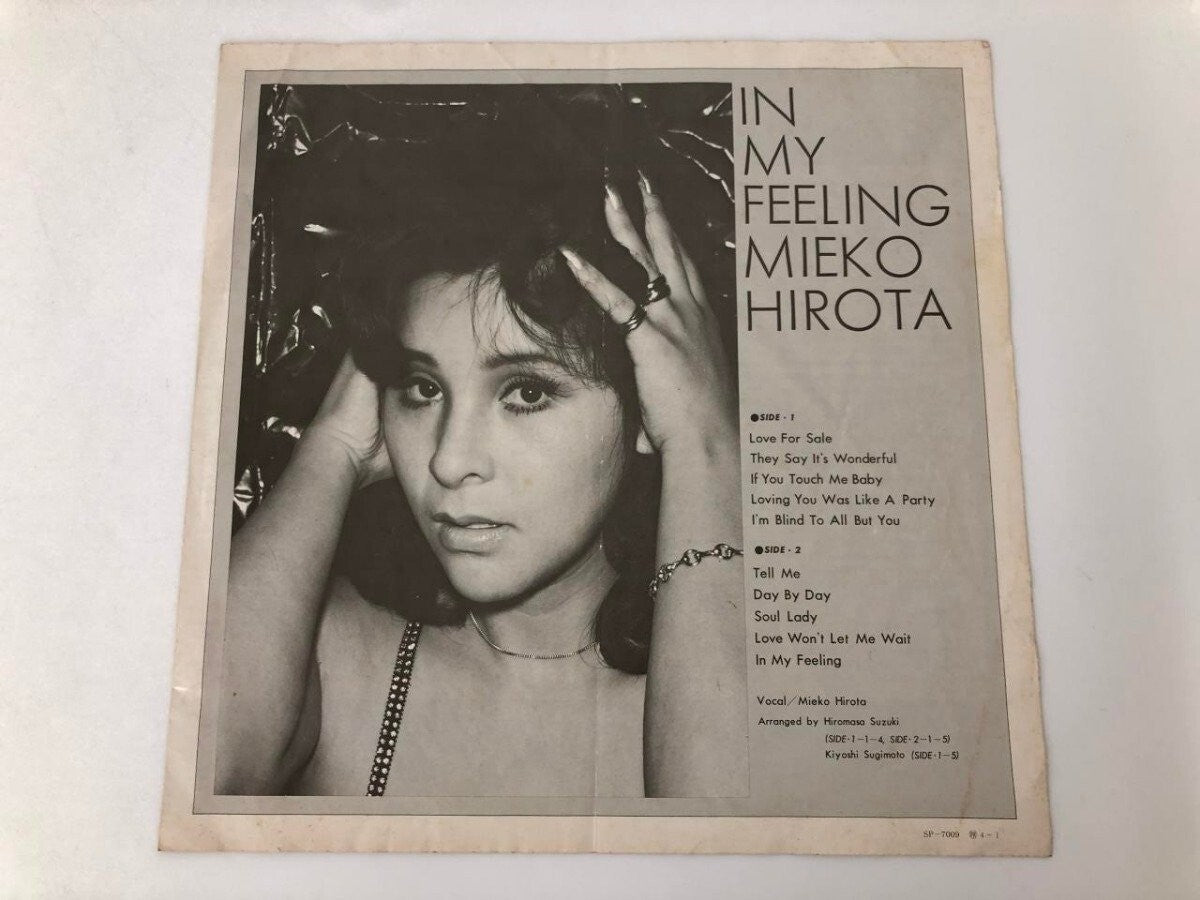 IN
MY
FEELING
MIEKO
HIROTA
●SIDE・1
Love For Sale
They Say It's Wonderful
If You Touch Me Baby
Loving You Was Like A Party
I'm Blind To All But You
●SIDE・2
Tell Me
Day By Day
Soul Lady
Love Won't Let Me Wait
In My Feeling
Vocal／Mieko Hirota
Arranged by Hiromasa Suzuki
(SIDE・1-1-4, SIDE・2-1-5)
Kiyoshi Sugimoto (SIDE・1-5)
SP-7009 4-1